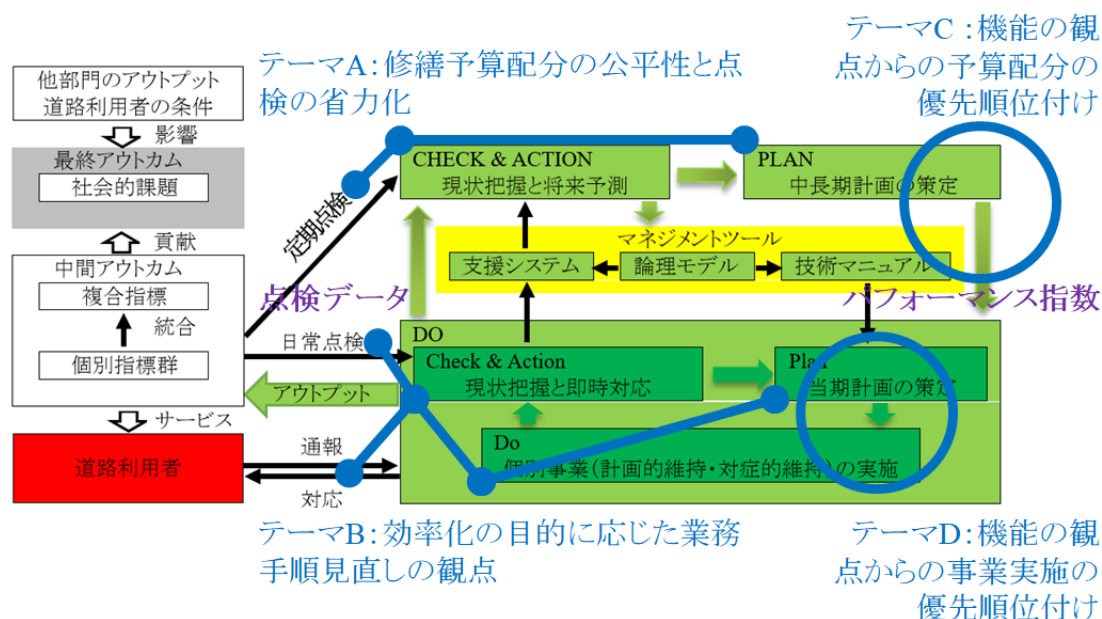 テーマA：修繕予算配分の公平性と点
検の省力化
テーマC：機能の観
点からの予算配分の
優先順位付け
他部門のアウトプット
道路利用者の条件
影響
最終アウトカム
社会的課題
貢献
中間アウトカム
複合指標
統合
個別指標群
サービス
道路利用者
定期点検
CHECK & ACTION
現状把握と将来予測
PLAN
中長期計画の策定
マネジメントツール
支援システム
論理モデル
技術マニュアル
点検データ
パフォーマンス指数
日常点検
アウトプット
通報
対応
DO
Check & Action
現状把握と即時対応
Plan
当期計画の策定
Do
個別事業（計画的維持・対症的維持）の実施
テーマB：効率化の目的に応じた業務
手順見直しの観点
テーマD：機能の観
点からの事業実施の
優先順位付け